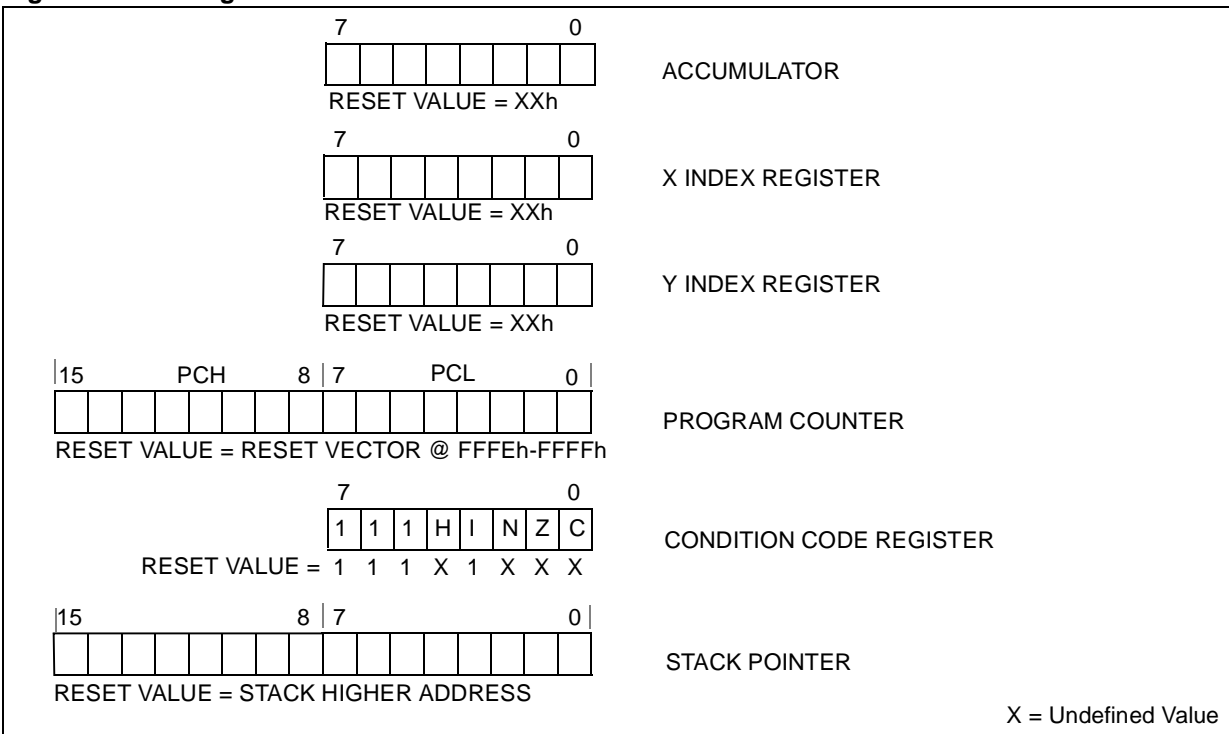 7 0
ACCUMULATOR
RESET VALUE = XXh
7 0
X INDEX REGISTER
RESET VALUE = XXh
7 0
Y INDEX REGISTER
RESET VALUE = XXh
15 PCH 8 7 PCL 0
PROGRAM COUNTER
RESET VALUE = RESET VECTOR @ FFFEh-FFFFh
7 0
1 1 1 H I N Z C
CONDITION CODE REGISTER
RESET VALUE = 1 1 1 X 1 X X X
15 8 7 0
STACK POINTER
RESET VALUE = STACK HIGHER ADDRESS
X = Undefined Value